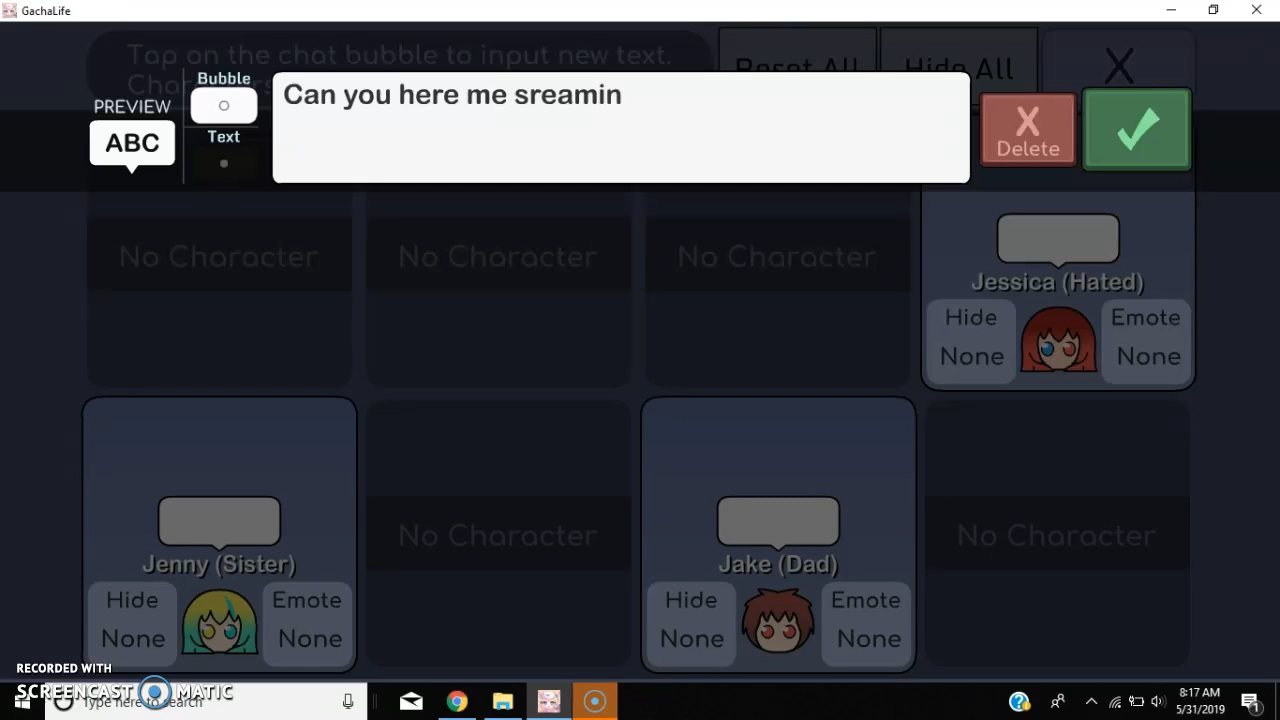 GachaLife
Tap on the chat bubble to input new text.
Reset All
Hide All
X
PREVIEW
ABC
Bubble
Text
Can you here me sreamin
X
Delete
No Character
No Character
No Character
Jessica (Hated)
Hide
None
Emote
None
Jenny (Sister)
Hide
None
Emote
None
No Character
Jake (Dad)
Hide
None
Emote
None
No Character
RECORDED WITH
SCREENCAST MATIC
Type here to search
8:17 AM
5/31/2019
1